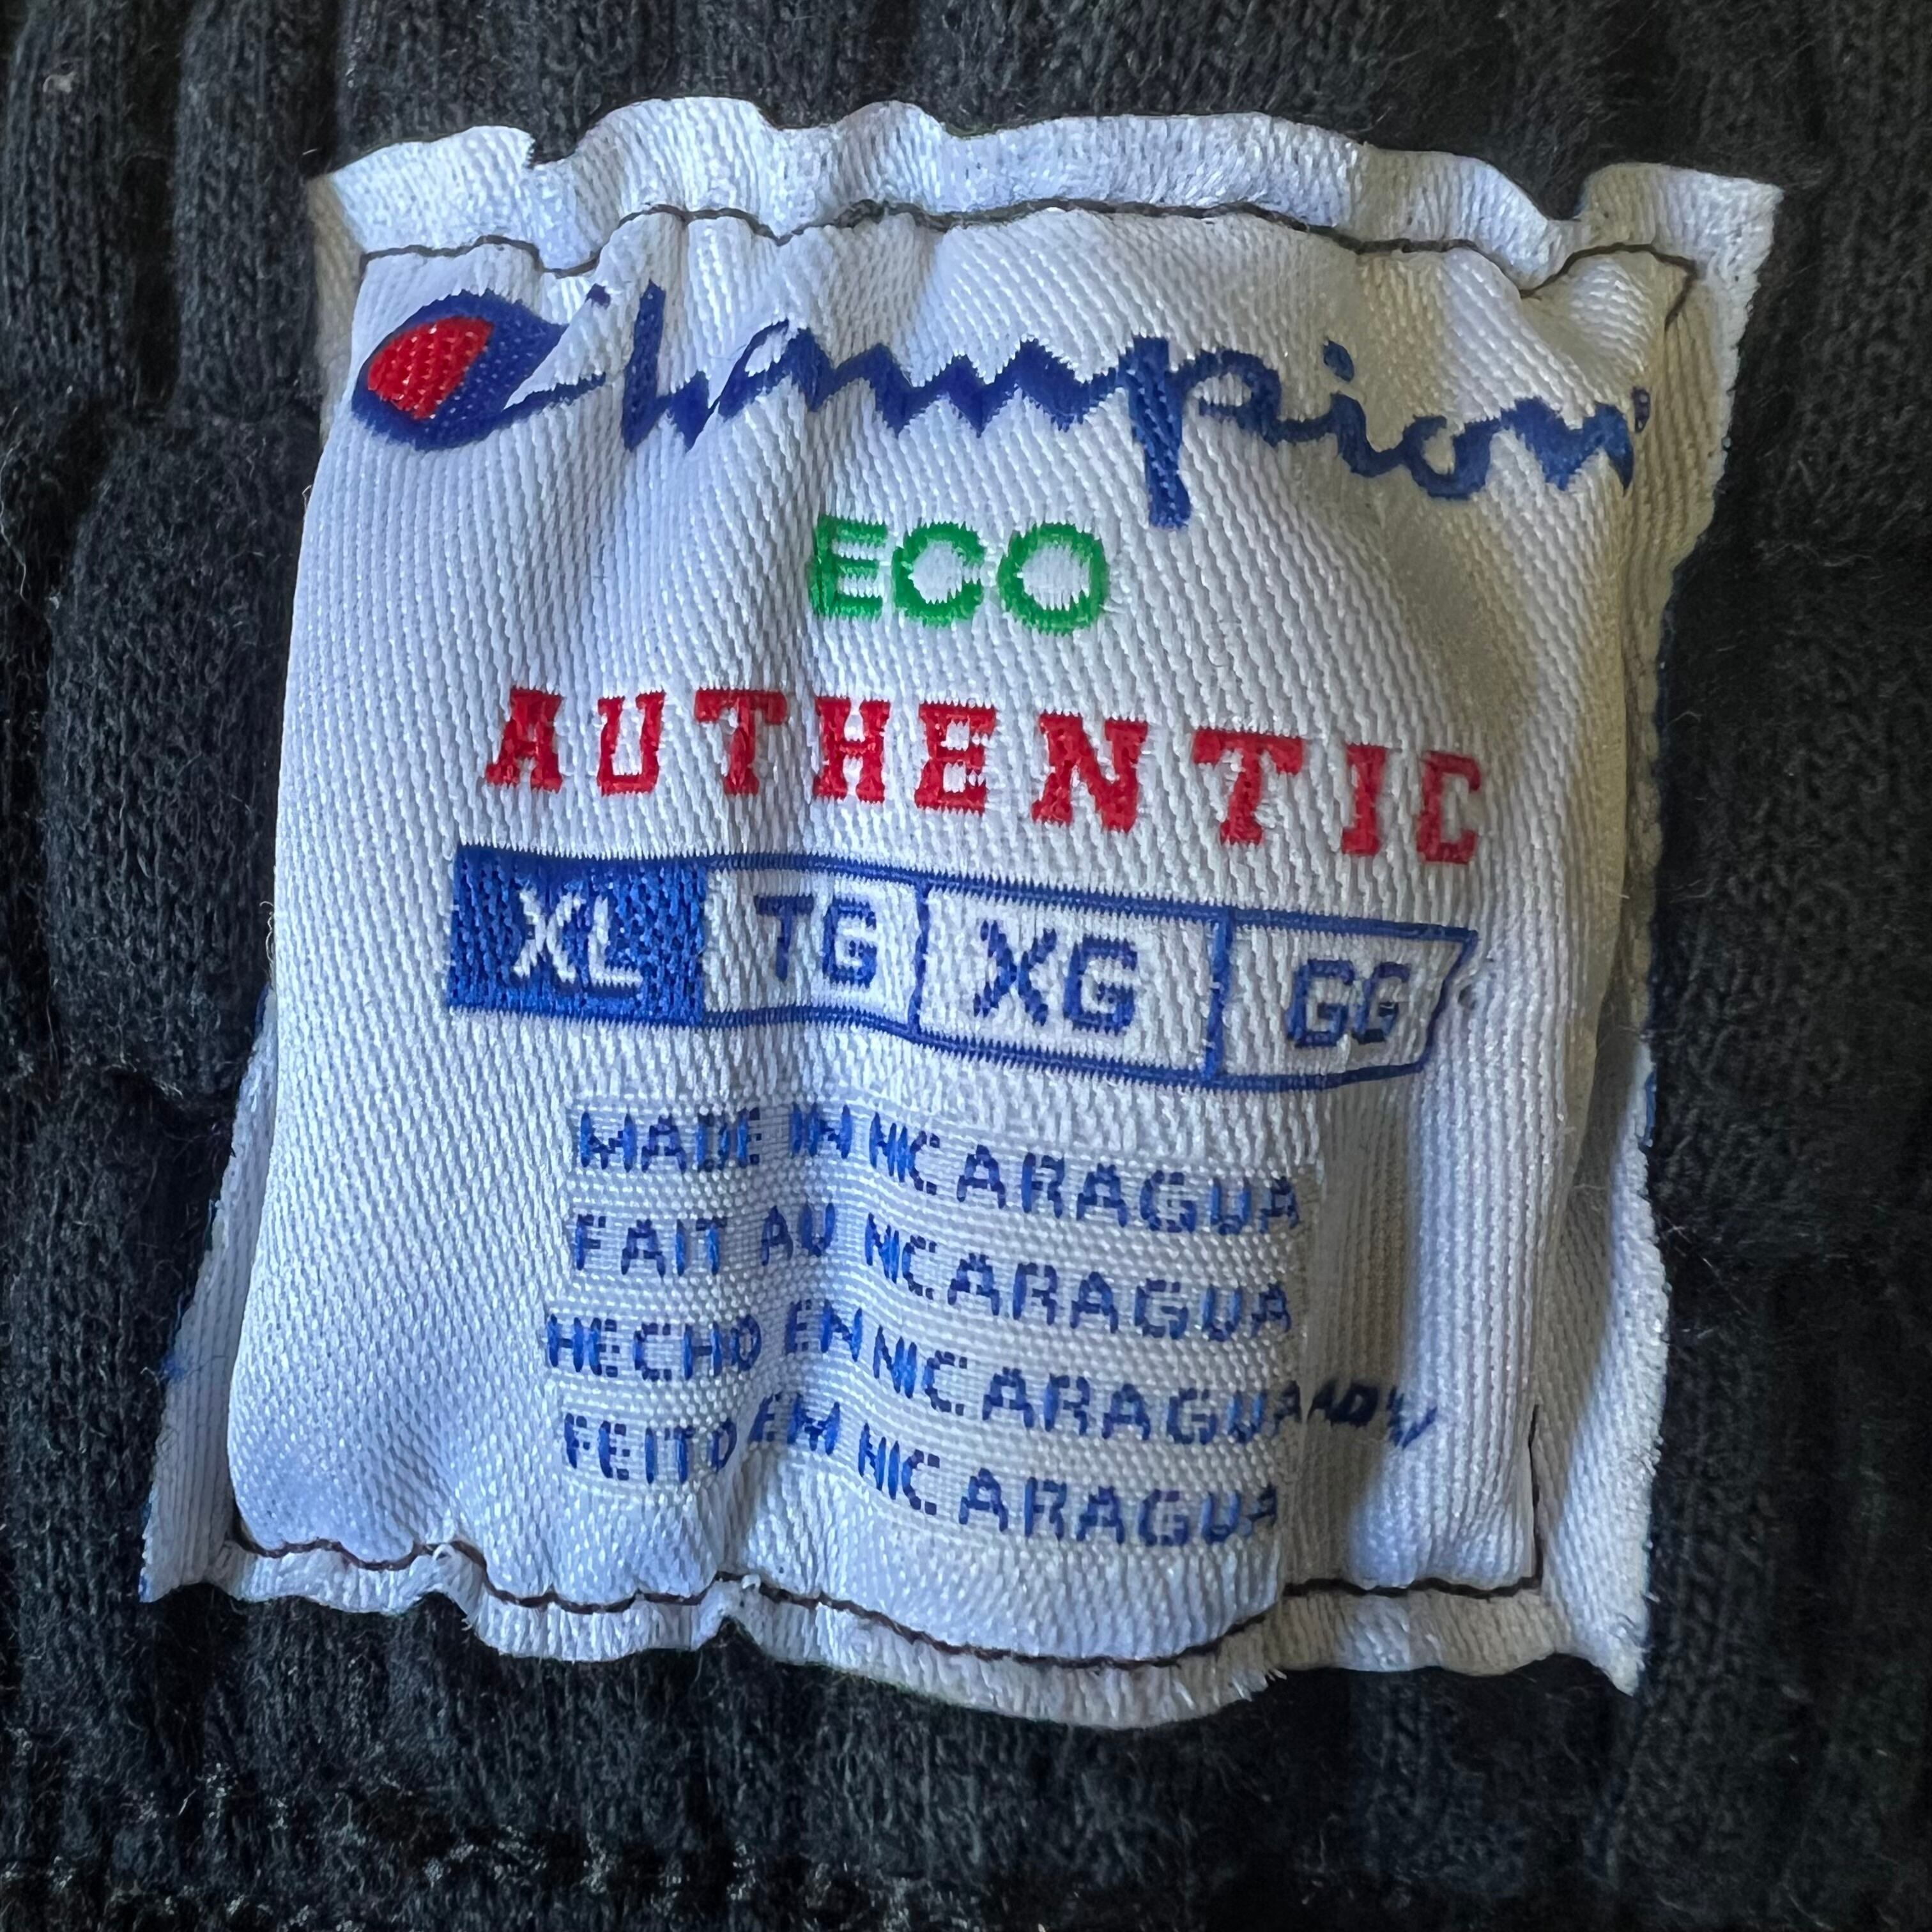 Champion
ECO
AUTHENTIC
XL TG XG GG
MADE IN NICARAGUA
FAIT AU NICARAGUA
HECHO EN NICARAGUA
FEITO EM NICARAGUA